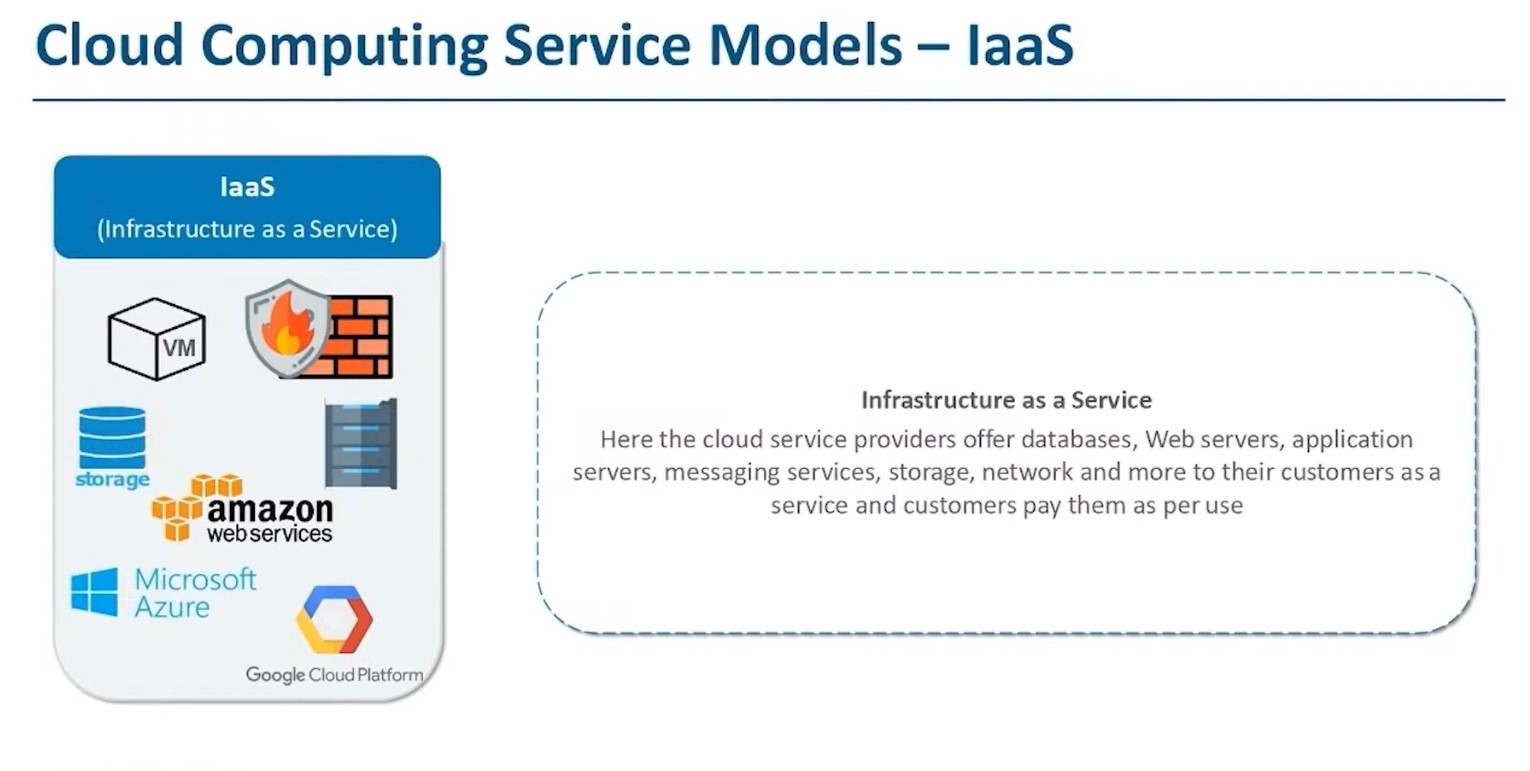 Cloud Computing Service Models – IaaS
IaaS
(Infrastructure as a Service)
VM
storage
amazon
web services
Microsoft
Azure
Google Cloud Platform
Infrastructure as a Service
Here the cloud service providers offer databases, Web servers, application
servers, messaging services, storage, network and more to their customers as a
service and customers pay them as per use